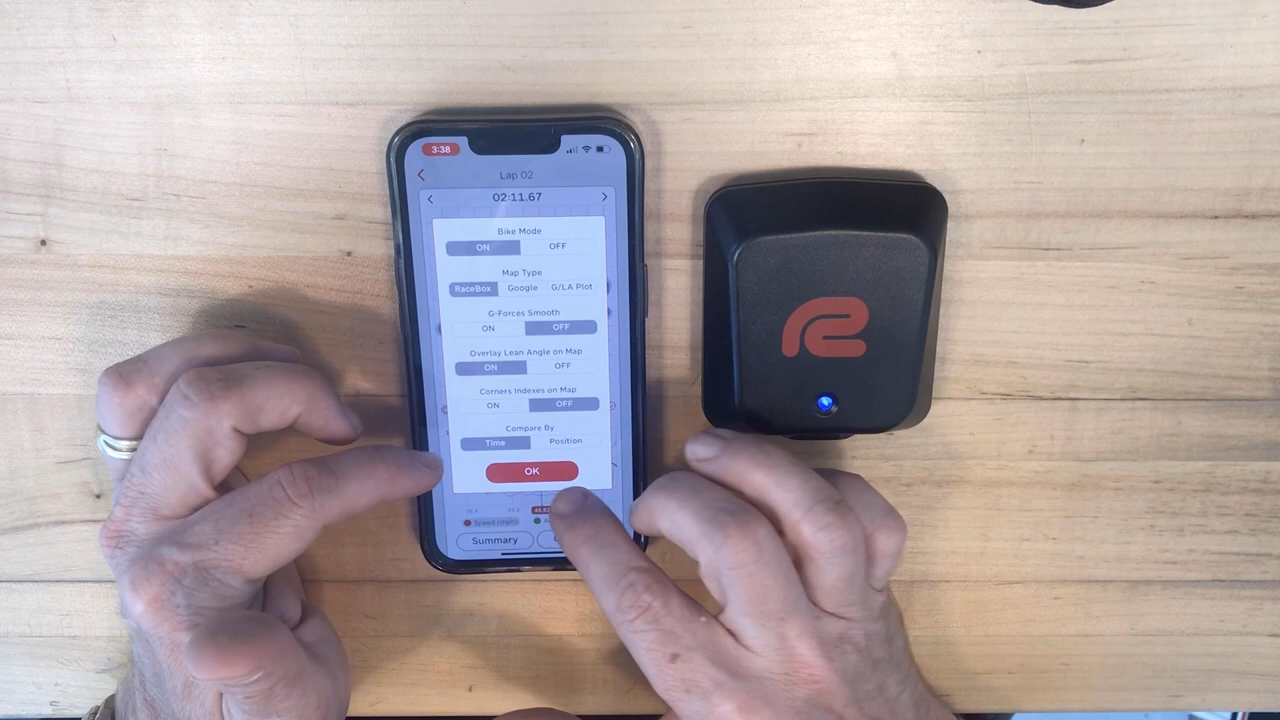 3:38
Lap 02
02:11.67
Bike Mode
ON OFF
Map Type
RaceBox Google G/LA Plot
G-Forces Smooth
ON OFF
Overlay Lean Angle on Map
ON OFF
Corners Indexes on Map
ON OFF
Compare By
Time Position
OK
Speed (mph)
Summary